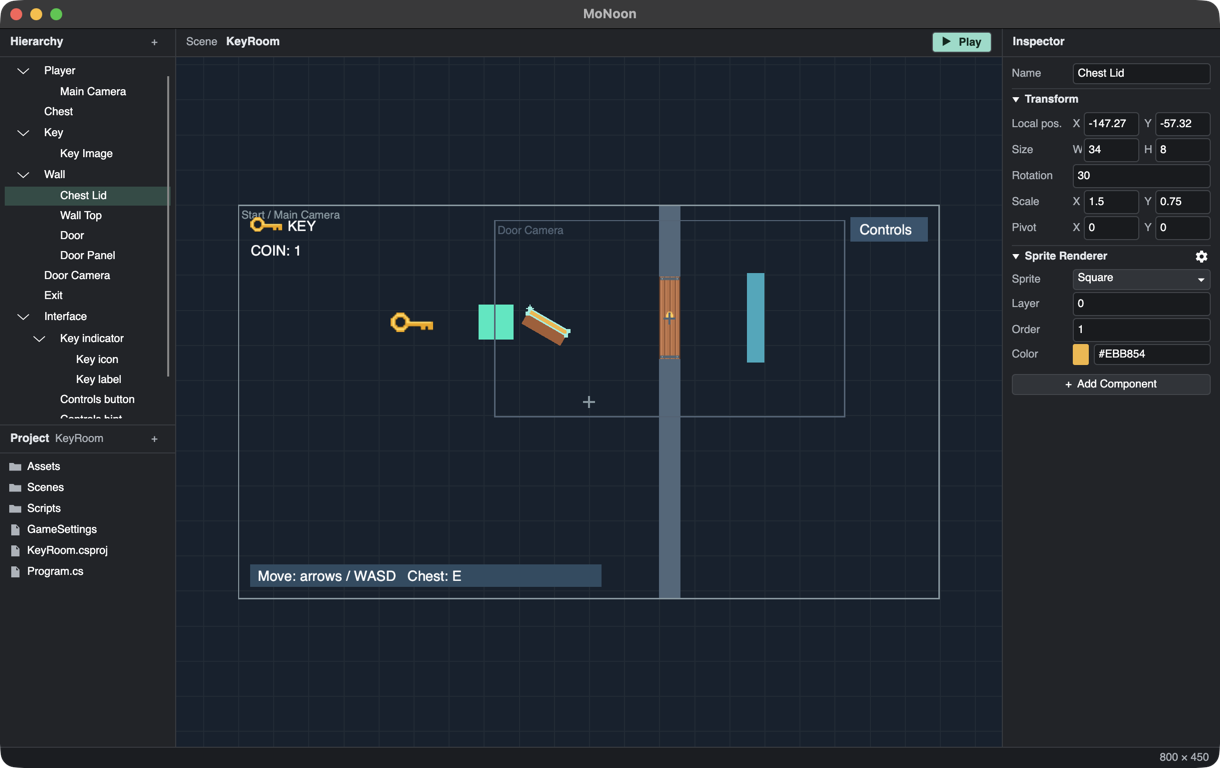 MoNoon
Hierarchy +
Player
Main Camera
Chest
Key
Key Image
Wall
Chest Lid
Wall Top
Door
Door Panel
Door Camera
Exit
Interface
Key indicator
Key icon
Key label
Controls button
Controls hint
Project KeyRoom +
Assets
Scenes
Scripts
GameSettings
KeyRoom.csproj
Program.cs
Scene KeyRoom
Play
Start / Main Camera
KEY
COIN: 1
Door Camera
Controls
Move: arrows / WASD Chest: E
Inspector
Name Chest Lid
Transform
Local pos. X -147.27 Y -57.32
Size W 34 H 8
Rotation 30
Scale X 1.5 Y 0.75
Pivot X 0 Y 0
Sprite Renderer
Sprite Square
Layer 0
Order 1
Color #EBB854
+ Add Component
800 × 450